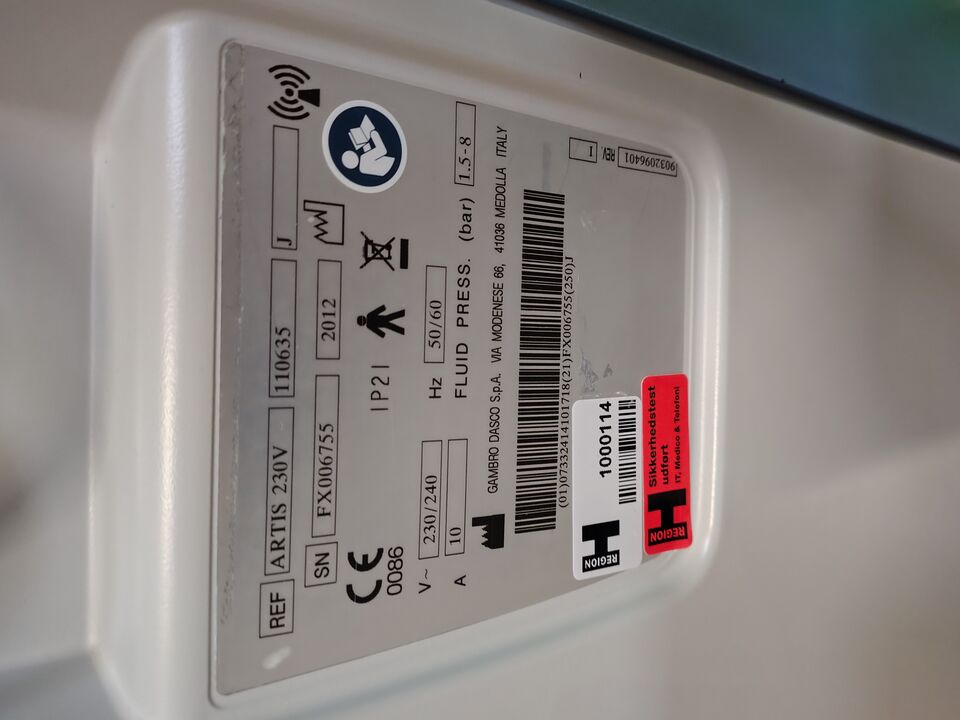 REF ARTIS 230V 110635 J
SN FX006755 2012
CE 0086 IP21
V~ 230/240 Hz 50/60
A 10 FLUID PRESS. (bar) 1.5-8
GAMBRO DASCO S.p.A. VIA MODENESE 66, 41036 MEDOLLA ITALY
(01)07332414101718(21)FX006755(250)J
REV. I
9032096401
H REGION
1000114
H REGION
Sikkerhedstest
udført
IT, Medico & Telefoni